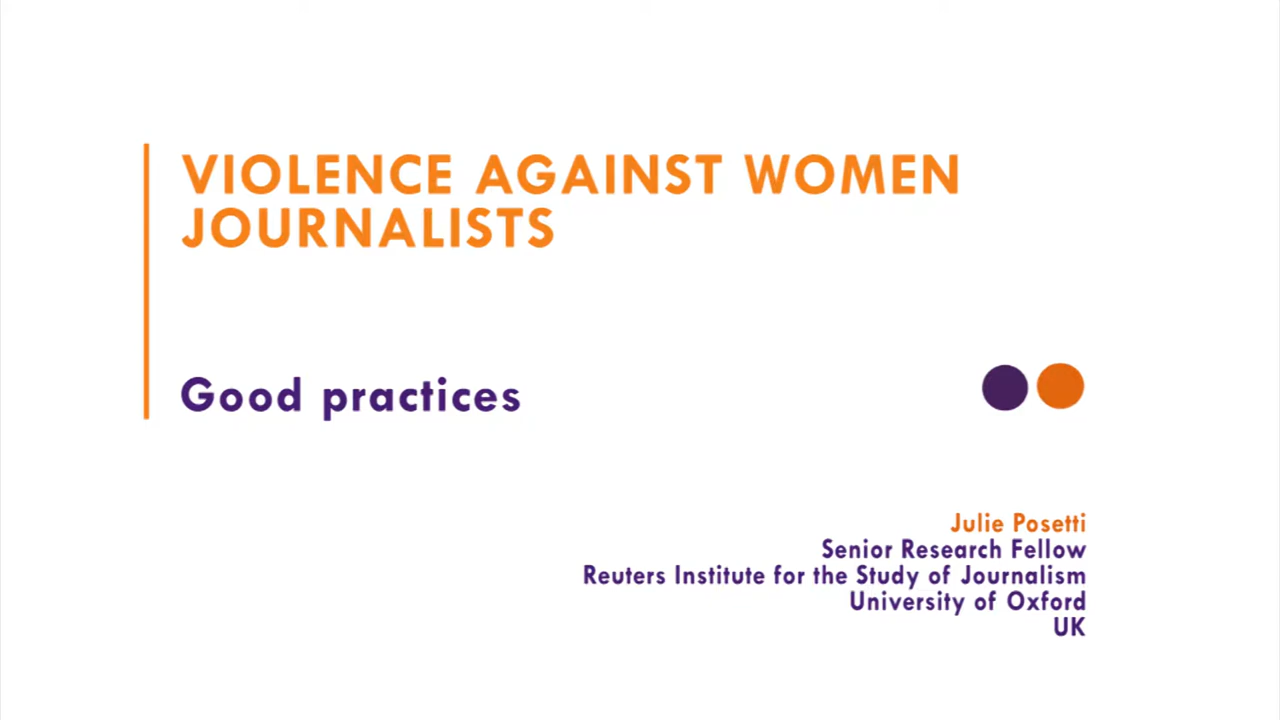 VIOLENCE AGAINST WOMEN
JOURNALISTS
Good practices
Julie Posetti
Senior Research Fellow
Reuters Institute for the Study of Journalism
University of Oxford
UK